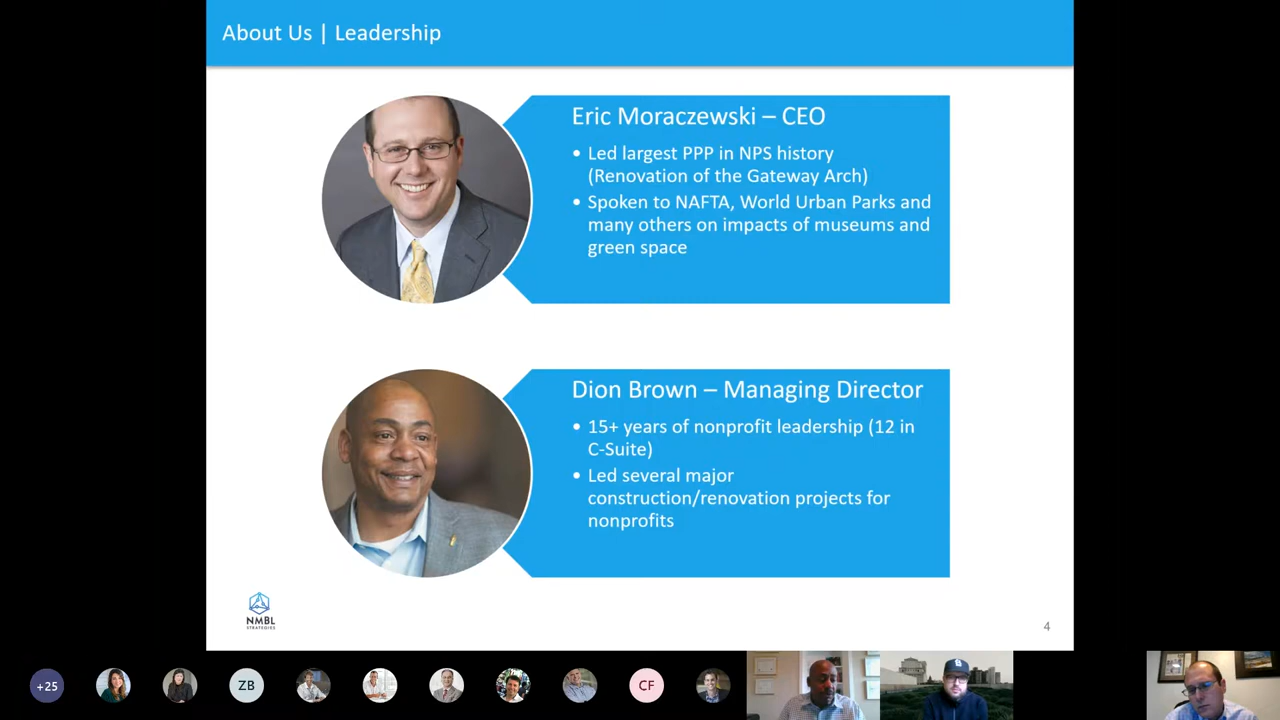 About Us | Leadership
Eric Moraczewski – CEO
• Led largest PPP in NPS history
(Renovation of the Gateway Arch)
• Spoken to NAFTA, World Urban Parks and
many others on impacts of museums and
green space
Dion Brown – Managing Director
• 15+ years of nonprofit leadership (12 in
C-Suite)
• Led several major
construction/renovation projects for
nonprofits
NMBL
STRATEGIES
4
+25
ZB
CF